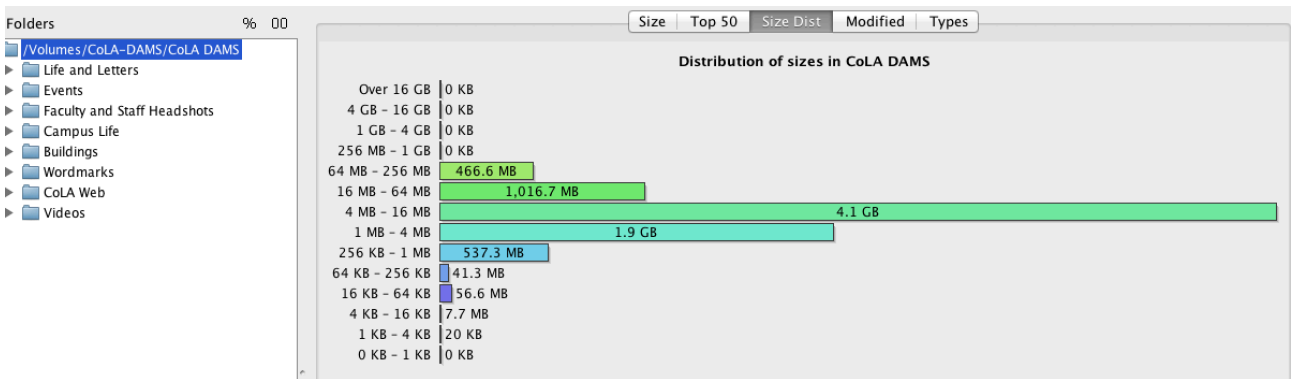 Folders % 00
/Volumes/CoLA-DAMS/CoLA DAMS
Life and Letters
Events
Faculty and Staff Headshots
Campus Life
Buildings
Wordmarks
CoLA Web
Videos
Size Top 50 Size Dist Modified Types
Distribution of sizes in CoLA DAMS
Over 16 GB 0 KB
4 GB - 16 GB 0 KB
1 GB - 4 GB 0 KB
256 MB - 1 GB 0 KB
64 MB - 256 MB 466.6 MB
16 MB - 64 MB 1,016.7 MB
4 MB - 16 MB 4.1 GB
1 MB - 4 MB 1.9 GB
256 KB - 1 MB 537.3 MB
64 KB - 256 KB 41.3 MB
16 KB - 64 KB 56.6 MB
4 KB - 16 KB 7.7 MB
1 KB - 4 KB 20 KB
0 KB - 1 KB 0 KB